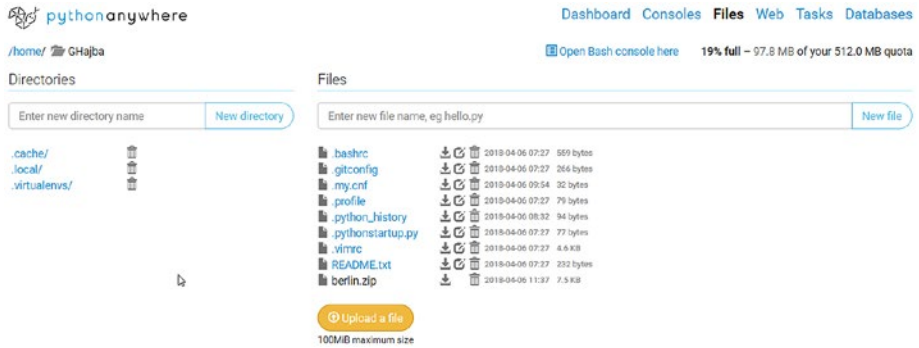 pythonanywhere
Dashboard Consoles Files Web Tasks Databases
/home/ GHajba
Open Bash console here 19% full – 97.8 MB of your 512.0 MB quota
Directories
Enter new directory name New directory
.cache/
.local/
.virtualenvs/
Files
Enter new file name, eg hello.py New file
.bashrc 2018-04-06 07:27 559 bytes
.gitconfig 2018-04-06 07:27 266 bytes
.my.cnf 2018-04-06 09:54 32 bytes
.profile 2018-04-06 07:27 79 bytes
.python_history 2018-04-06 08:32 94 bytes
.pythonstartup.py 2018-04-06 07:27 77 bytes
.vimrc 2018-04-06 07:27 4.6 KB
README.txt 2018-04-06 07:27 232 bytes
berlin.zip 2018-04-06 11:37 7.5 KB
Upload a file
100MiB maximum size